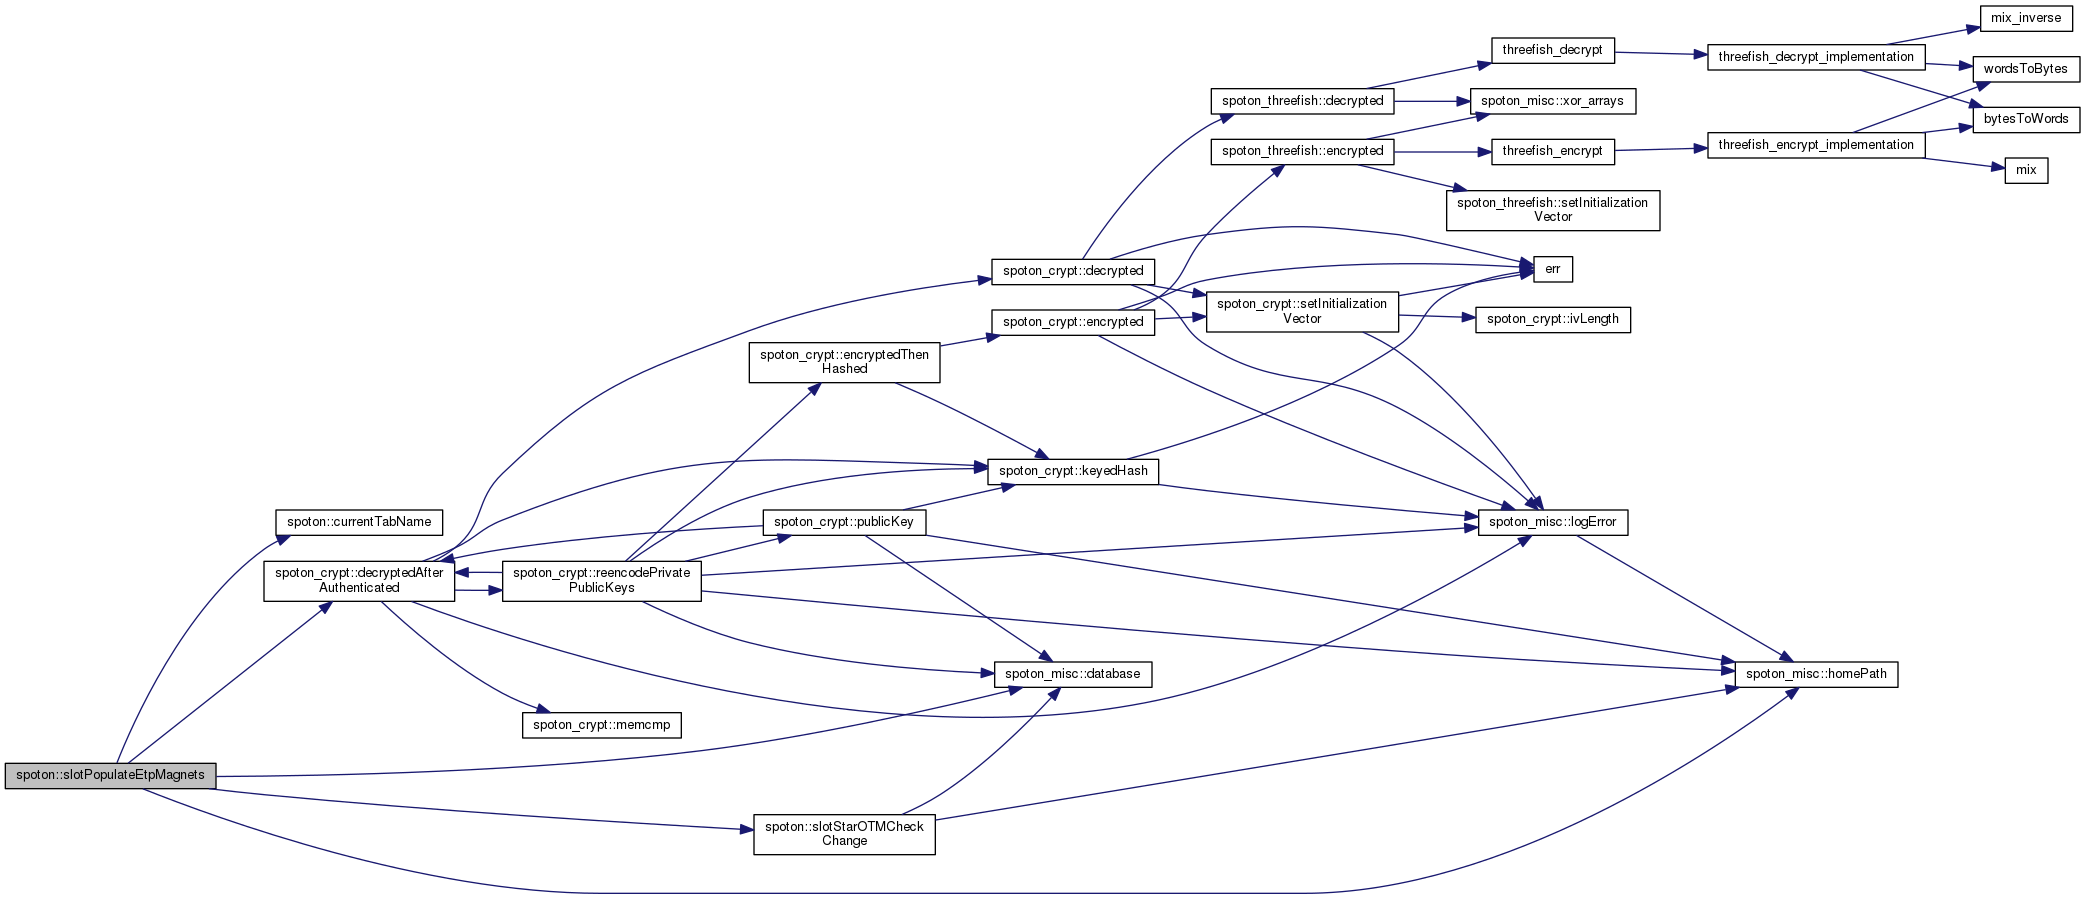 mix_inverse
threefish_decrypt
threefish_decrypt_implementation
wordsToBytes
spoton_threefish::decrypted
spoton_misc::xor_arrays
bytesToWords
spoton_threefish::encrypted
threefish_encrypt
threefish_encrypt_implementation
mix
spoton_threefish::setInitialization
Vector
spoton_crypt::decrypted
err
spoton_crypt::encrypted
spoton_crypt::setInitialization
Vector
spoton_crypt::ivLength
spoton_crypt::encryptedThen
Hashed
spoton_crypt::keyedHash
spoton::currentTabName
spoton_crypt::publicKey
spoton_misc::logError
spoton_crypt::decryptedAfter
Authenticated
spoton_crypt::reencodePrivate
PublicKeys
spoton_misc::database
spoton_misc::homePath
spoton_crypt::memcmp
spoton::slotPopulateEtpMagnets
spoton::slotStarOTMCheck
Change